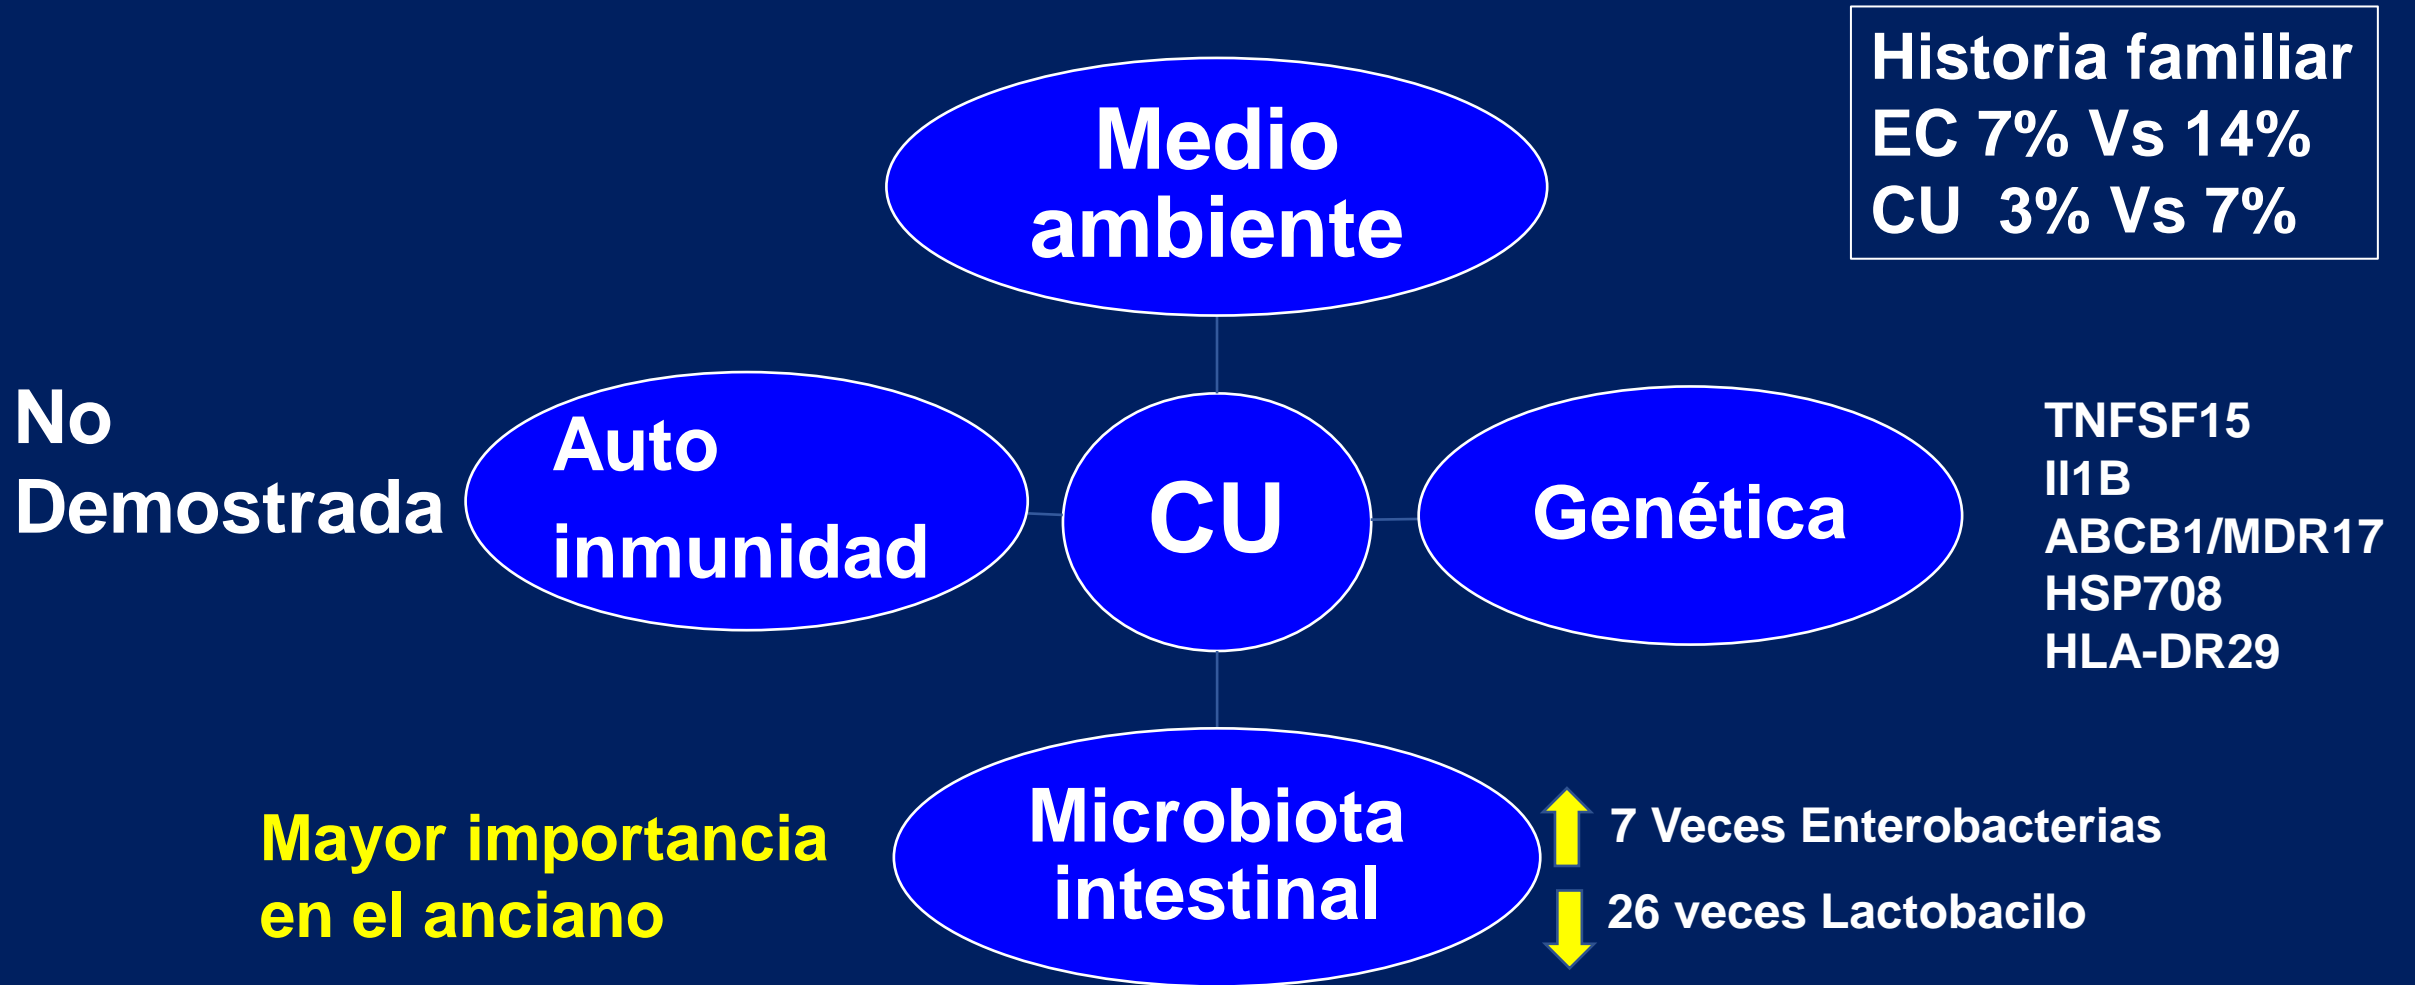 Historia familiar
EC 7% Vs 14%
CU 3% Vs 7%
Medio
ambiente
No
Demostrada
Auto
inmunidad
CU
Genética
TNFSF15
II1B
ABCB1/MDR17
HSP708
HLA-DR29
Mayor importancia
en el anciano
Microbiota
intestinal
7 Veces Enterobacterias
26 veces Lactobacilo